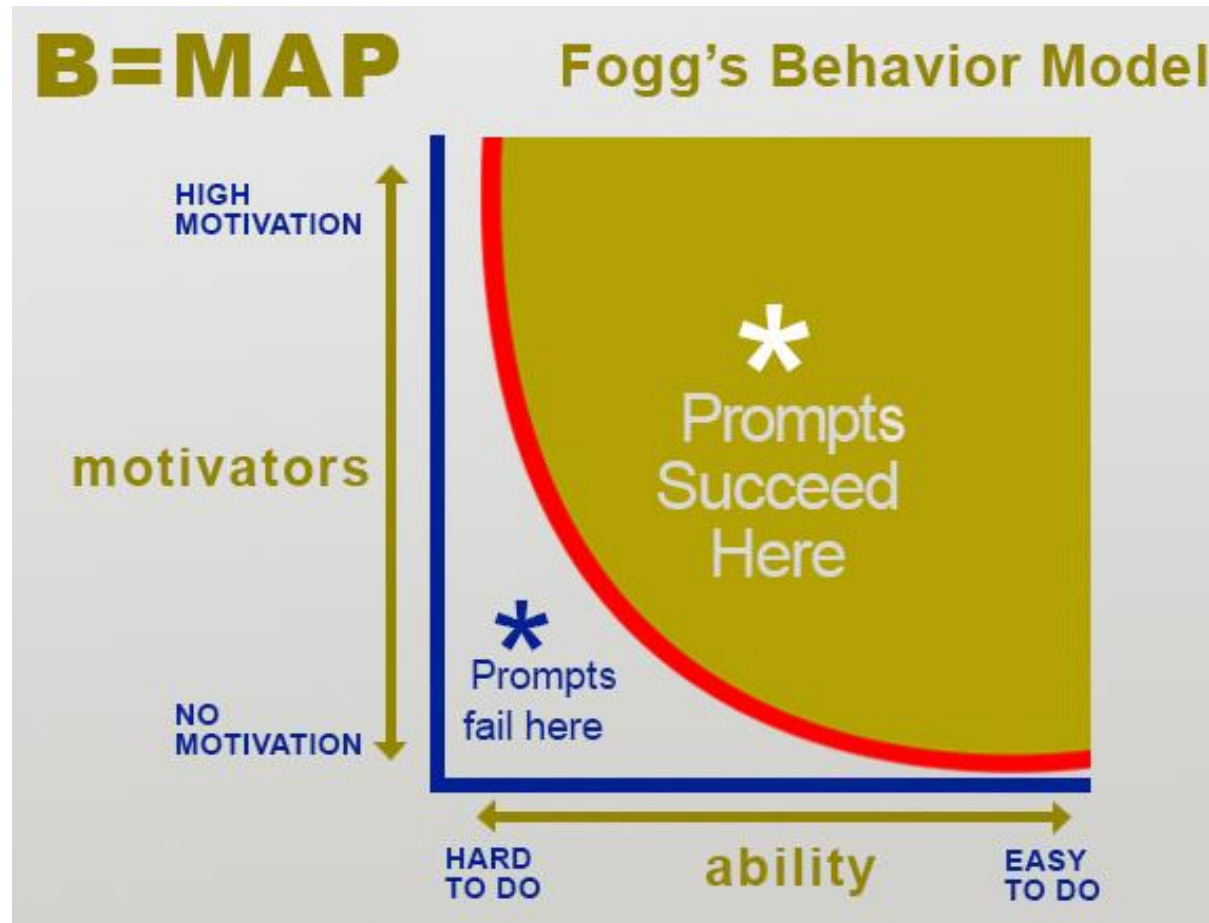 B=MAP
Fogg's Behavior Model
HIGH
MOTIVATION
motivators
NO
MOTIVATION
*
Prompts
Succeed
Here
*
Prompts
fail here
HARD
TO DO
ability
EASY
TO DO